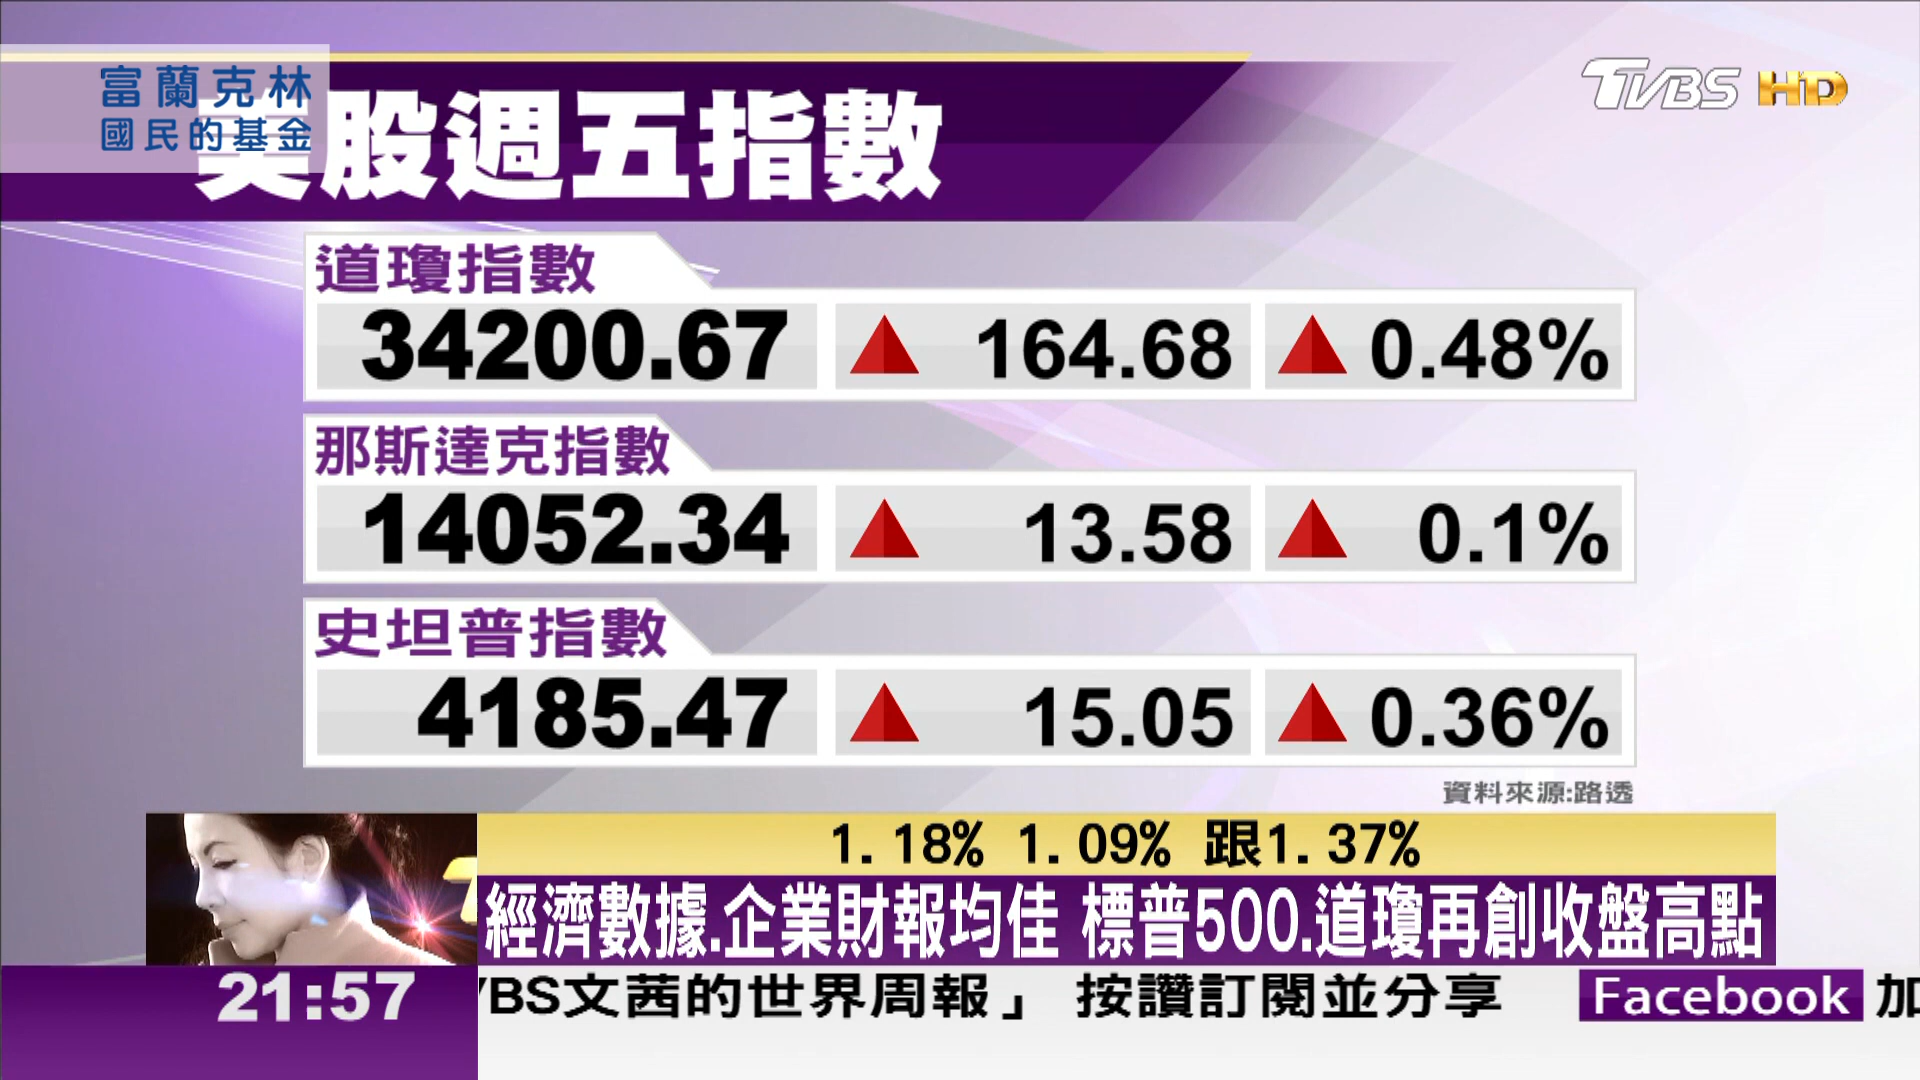 富蘭克林
國民的基金
美股週五指數
TVBS HD
道瓊指數
34200.67 164.68 0.48%
那斯達克指數
14052.34 13.58 0.1%
史坦普指數
4185.47 15.05 0.36%
資料來源:路透
1.18% 1.09% 跟1.37%
經濟數據.企業財報均佳 標普500.道瓊再創收盤高點
21:57
VBS文茜的世界周報」 按讚訂閱並分享 Facebook 加